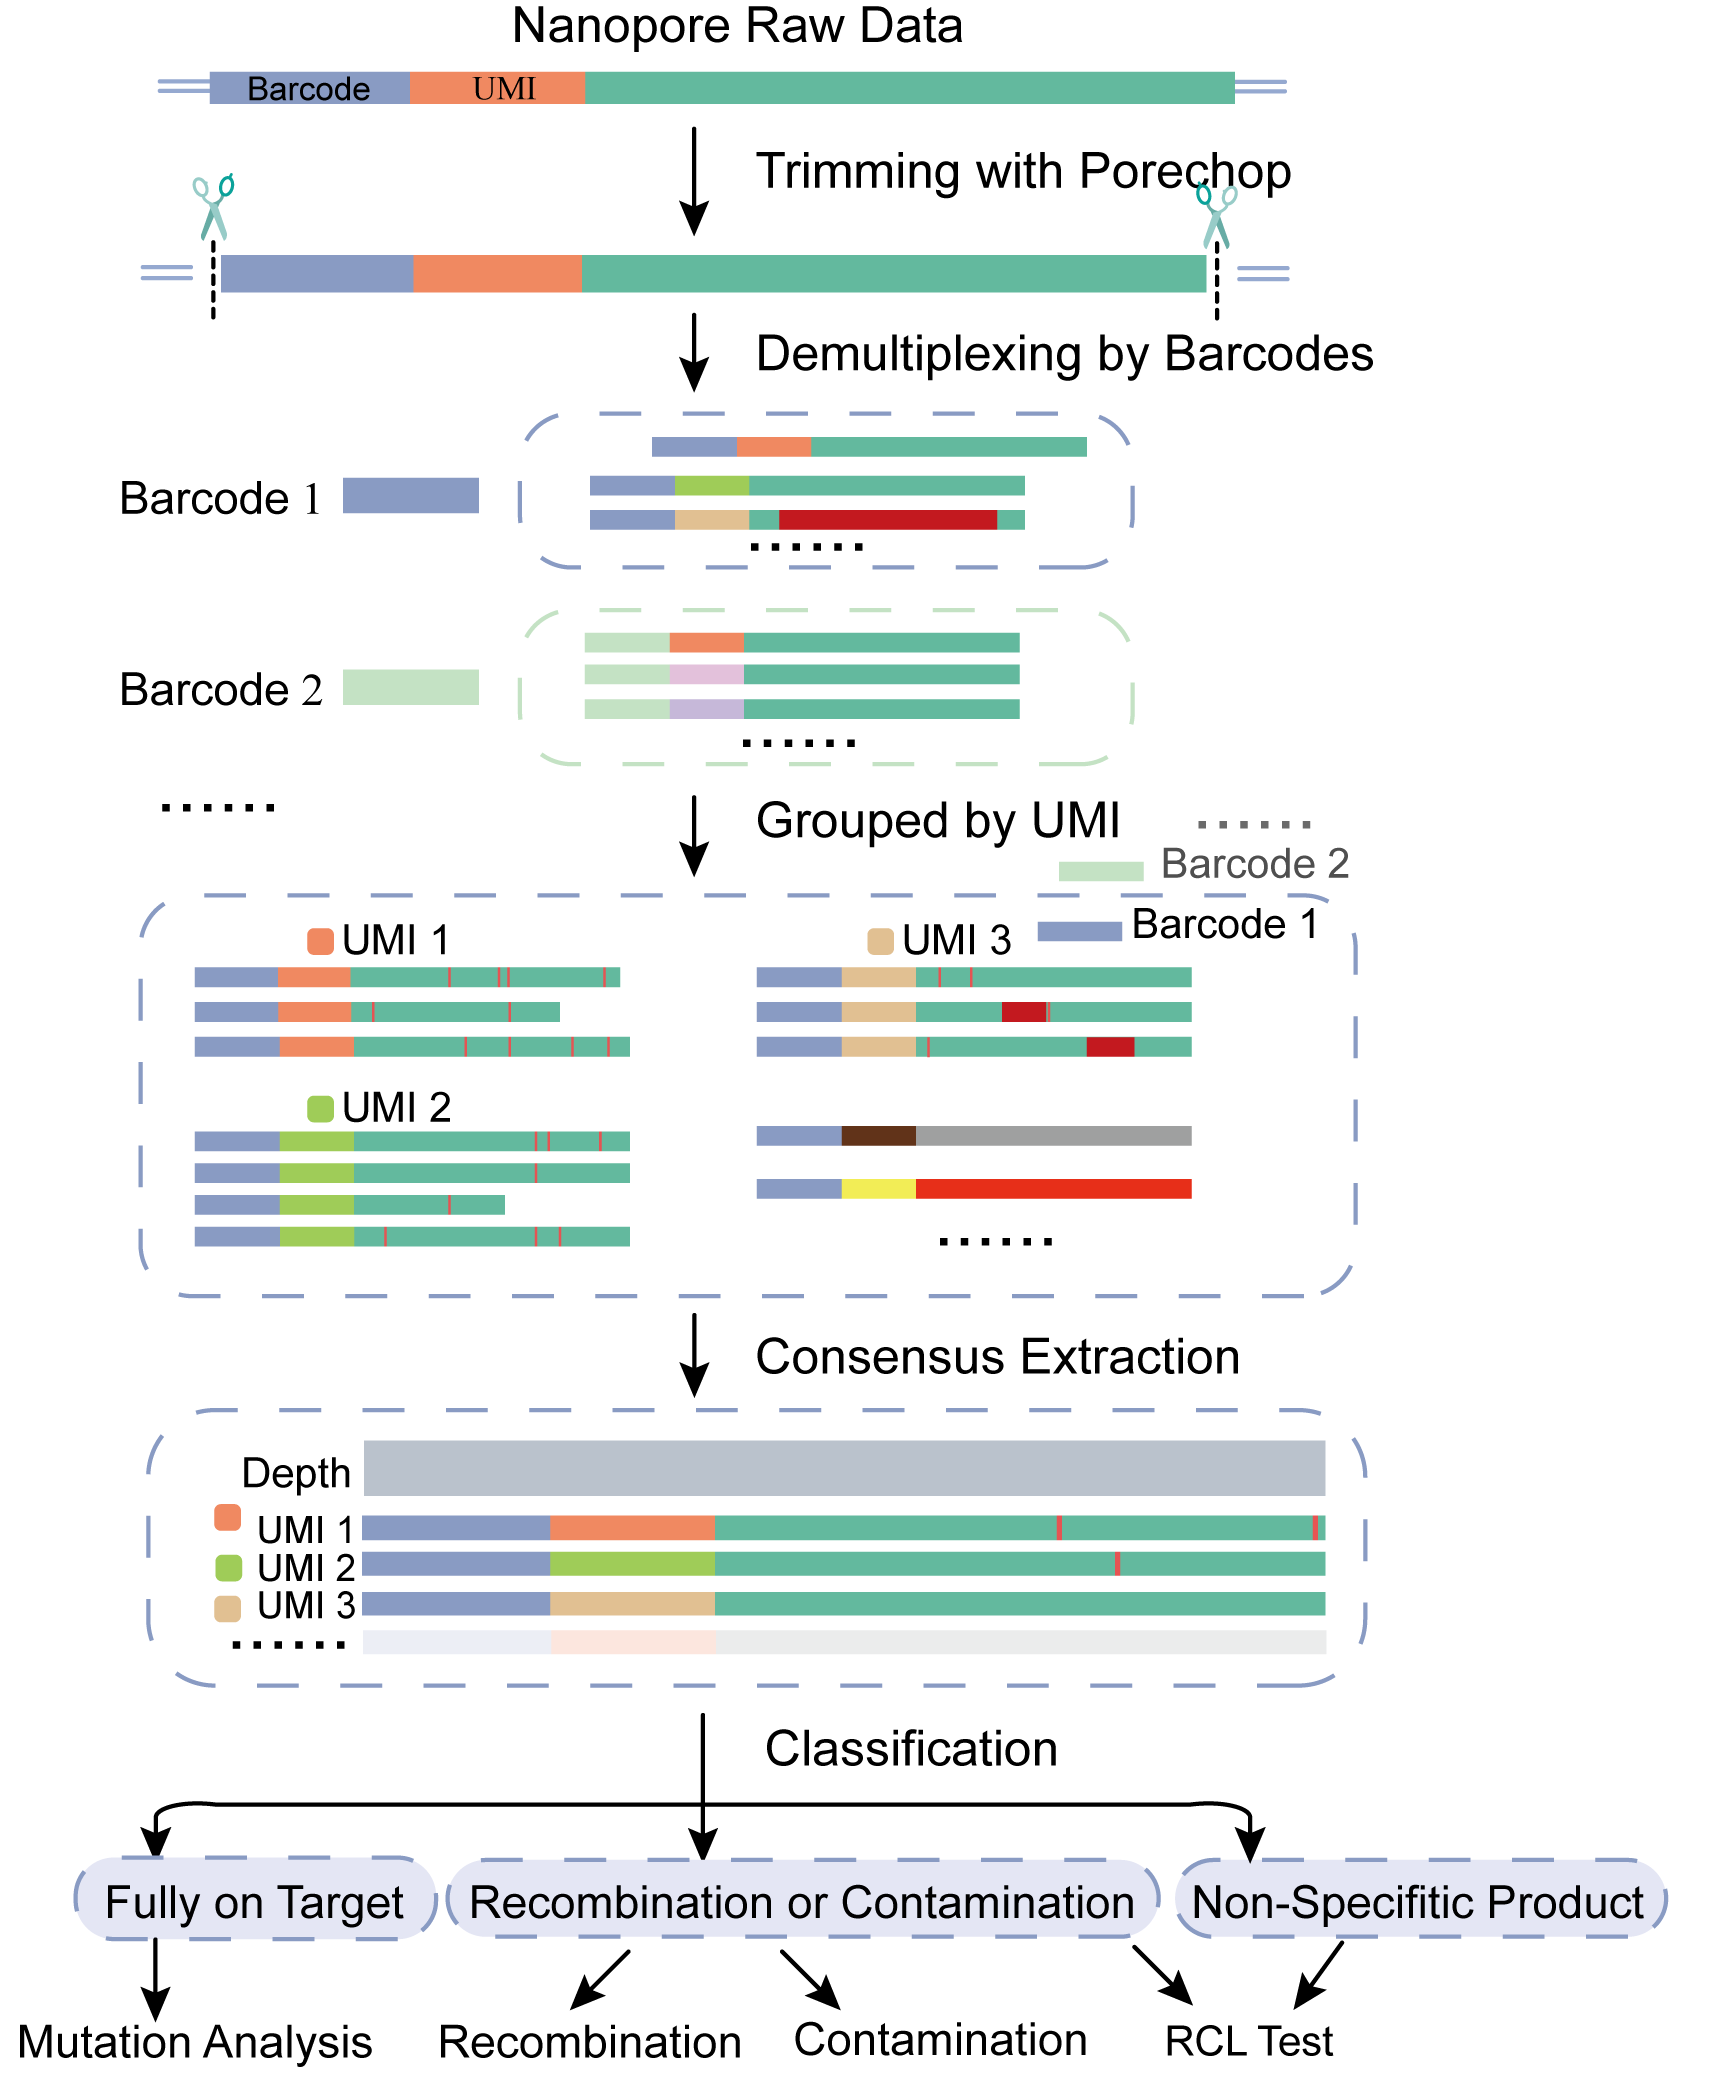 Nanopore Raw Data
Barcode UMI
Trimming with Porechop
Demultiplexing by Barcodes
Barcode 1
Barcode 2
Grouped by UMI
Barcode 2
Barcode 1
UMI 1
UMI 3
UMI 2
Consensus Extraction
Depth
UMI 1
UMI 2
UMI 3
Classification
Fully on Target
Recombination or Contamination
Non-Specifitic Product
Mutation Analysis
Recombination
Contamination
RCL Test